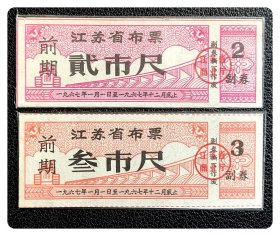 前期
江苏省布票
贰市尺
一九六七年一月一日至一九六七年十二月底止
2
副券
前期
江苏省布票
叁市尺
一九六七年一月一日至一九六七年十二月底止
3
副券